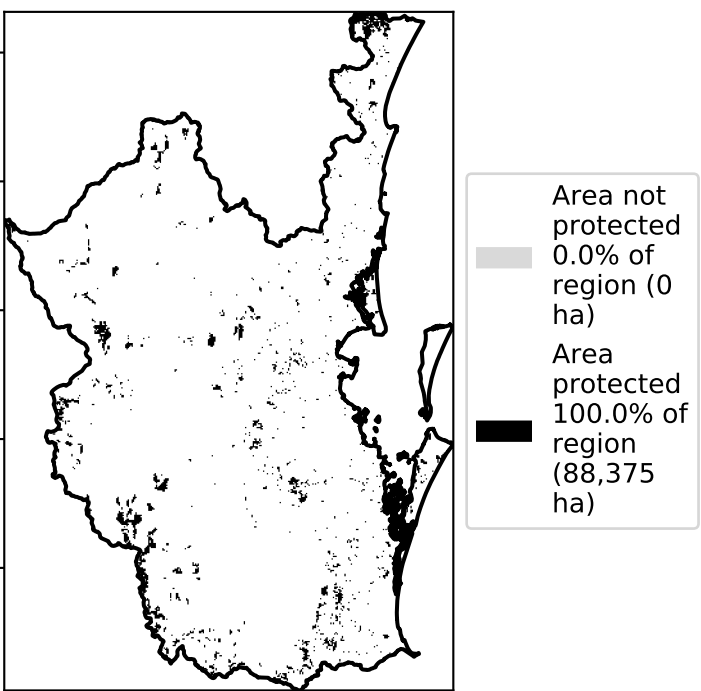 Area not
protected
0.0% of
region (0
ha)
Area
protected
100.0% of
region
(88,375
ha)